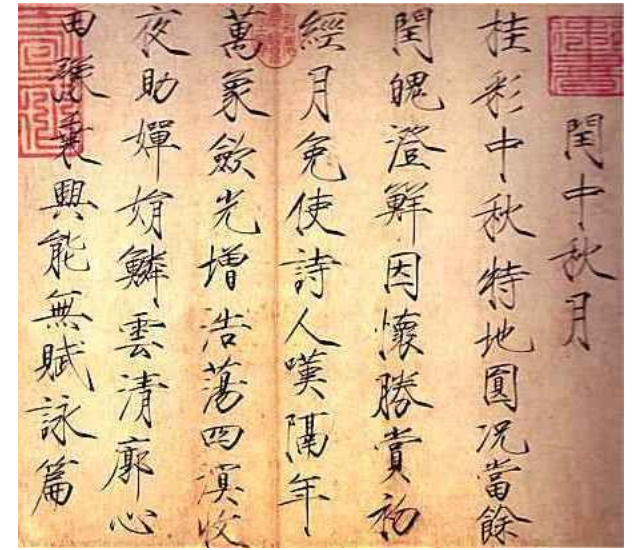 閏中秋月
桂彩中秋特地圓況當餘
閏魄澄鮮因懷勝賞初
經月免使詩人嘆隔年
萬象歛光增浩蕩四溟收
夜助嬋娟鱗雲清廓心
田豫乘興能無賦詠篇